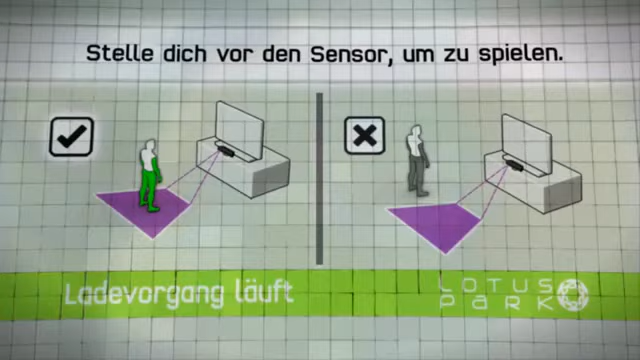 Stelle dich vor den Sensor, um zu spielen.
Ladevorgang läuft
LOTUS
PaRK